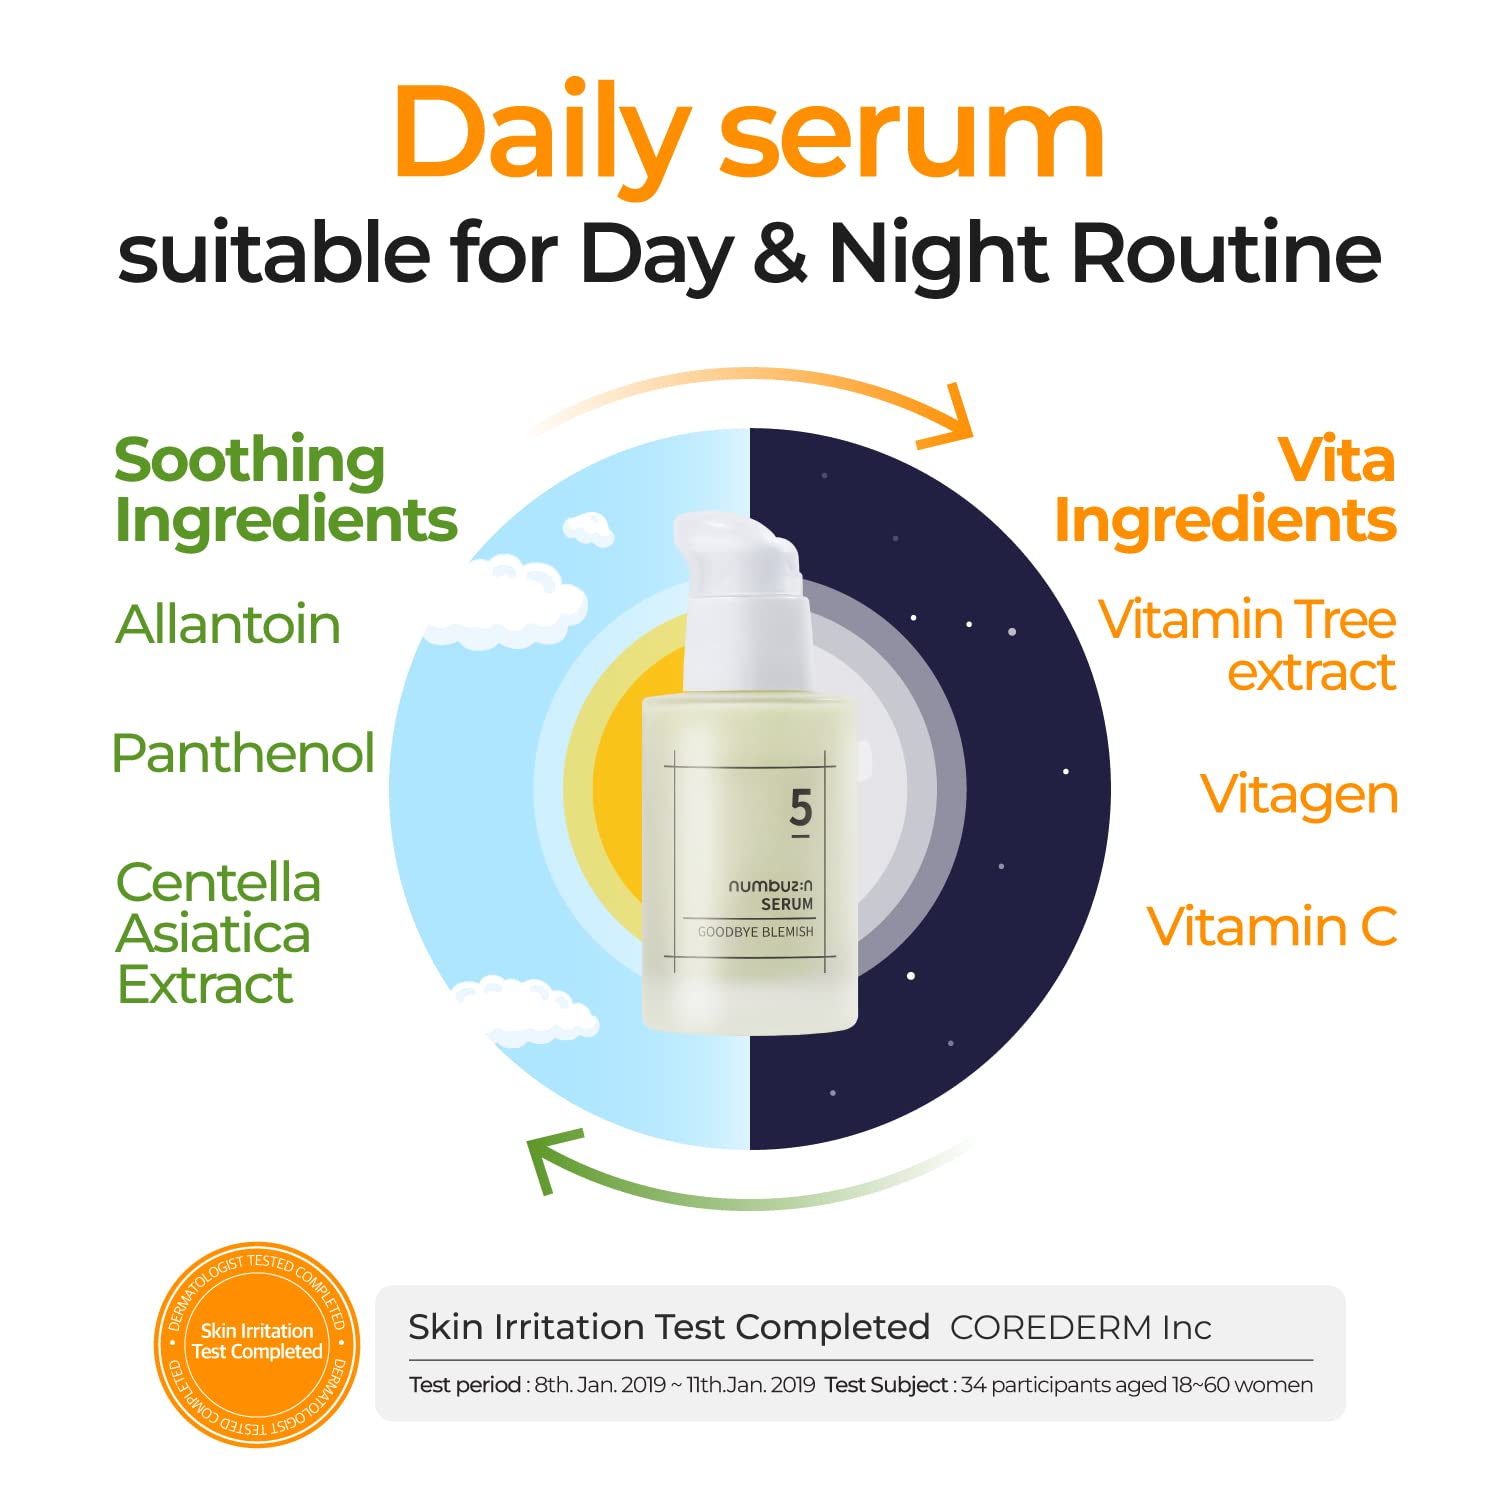 Daily serum
suitable for Day & Night Routine
Soothing
Ingredients
Allantoin
Panthenol
Centella
Asiatica
Extract
Vita
Ingredients
Vitamin Tree
extract
Vitagen
Vitamin C
5
numbuz:n
SERUM
GOODBYE BLEMISH
DERMATOLOGIST TESTED COMPLETED
Skin Irritation
Test Completed
DERMATOLOGIST TESTED COMPLETED
Skin Irritation Test Completed COREDERM Inc
Test period : 8th. Jan. 2019 ~ 11th.Jan. 2019 Test Subject : 34 participants aged 18~60 women